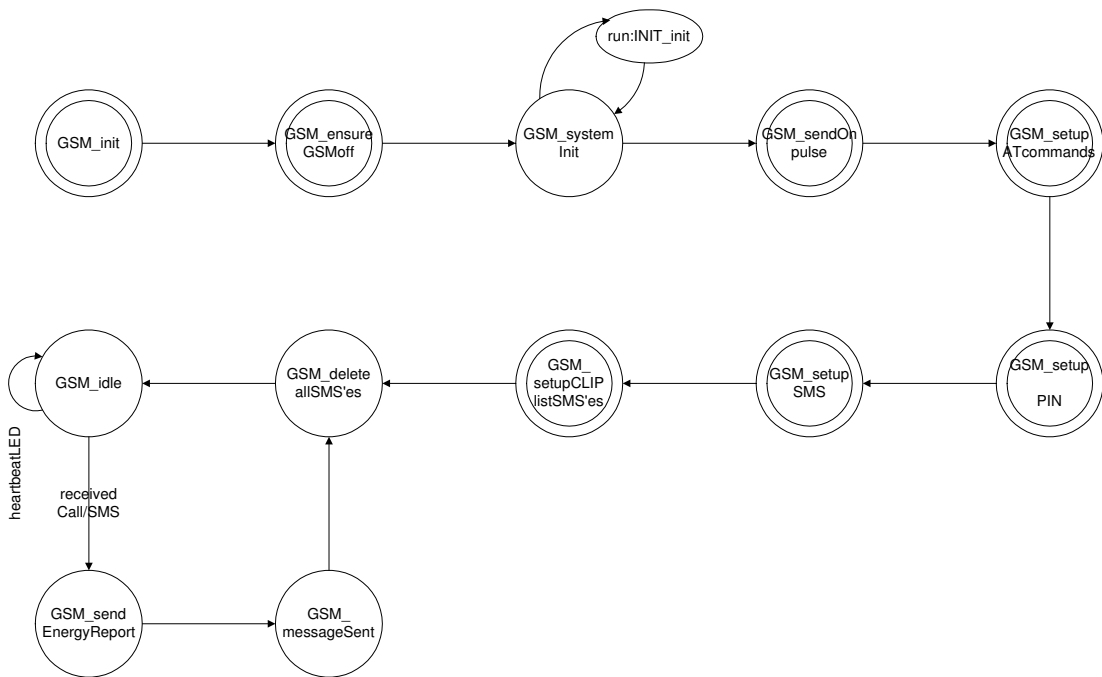 run:INIT_init
GSM_init
GSM_ensure
GSMoff
GSM_system
Init
GSM_sendOn
pulse
GSM_setup
ATcommands
GSM_idle
GSM_delete
allSMS'es
GSM_
setupCLIP
listSMS'es
GSM_setup
SMS
GSM_setup
PIN
heartbeatLED
received
Call/SMS
GSM_send
EnergyReport
GSM_
messageSent